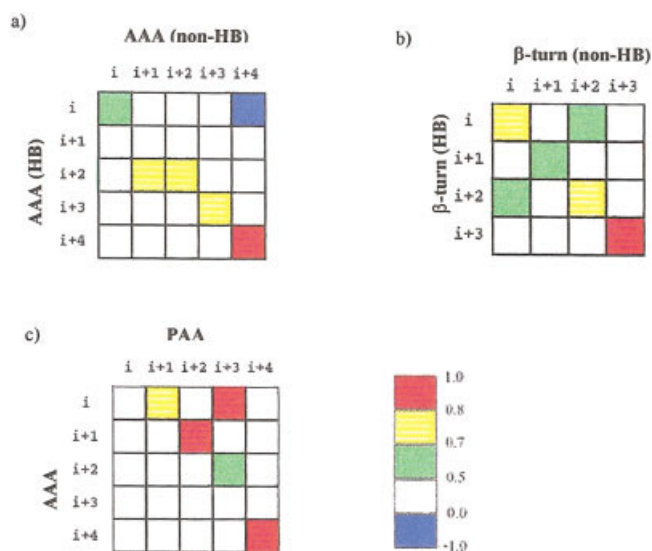 a)
AAA (non-HB)
i i+1 i+2 i+3 i+4
AAA (HB)
i
i+1
i+2
i+3
i+4
b)
β-turn (non-HB)
i i+1 i+2 i+3
β-turn (HB)
i
i+1
i+2
i+3
c)
PAA
i i+1 i+2 i+3 i+4
AAA
i
i+1
i+2
i+3
i+4
1.0
0.8
0.7
0.5
0.0
-1.0